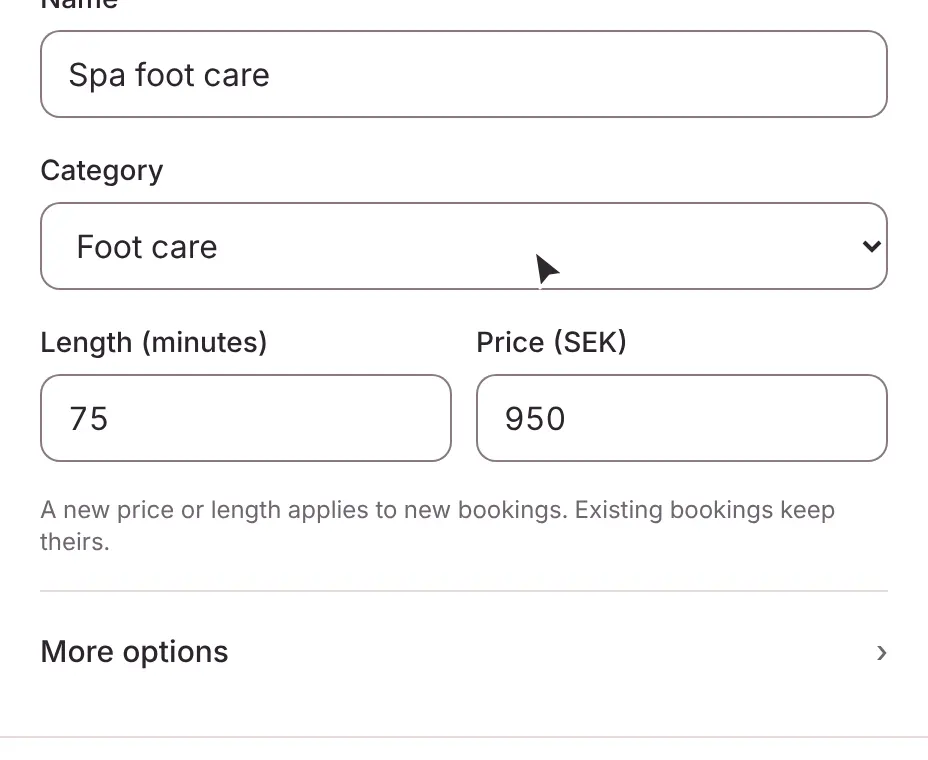 Name
Spa foot care
Category
Foot care
Length (minutes)
Price (SEK)
75
950
A new price or length applies to new bookings. Existing bookings keep
theirs.
More options